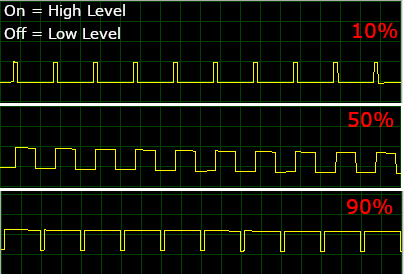 On = High Level
Off = Low Level
10%
50%
90%